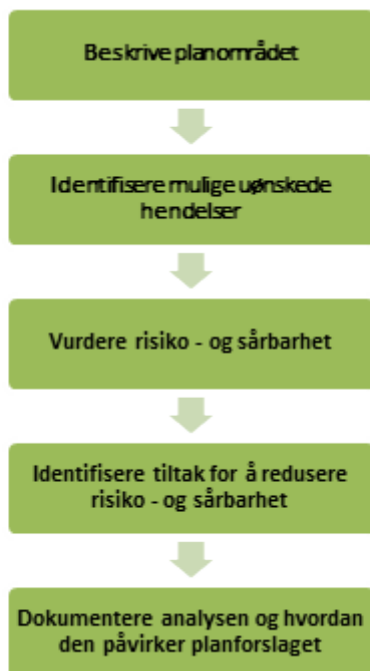 Beskrive planområdet
Identifisere mulige uønskede
hendelser
Vurdere risiko - og sårbarhet
Identifisere tiltak for å redusere
risiko - og sårbarhet
Dokumentere analysen og hvordan
den påvirker planforslaget